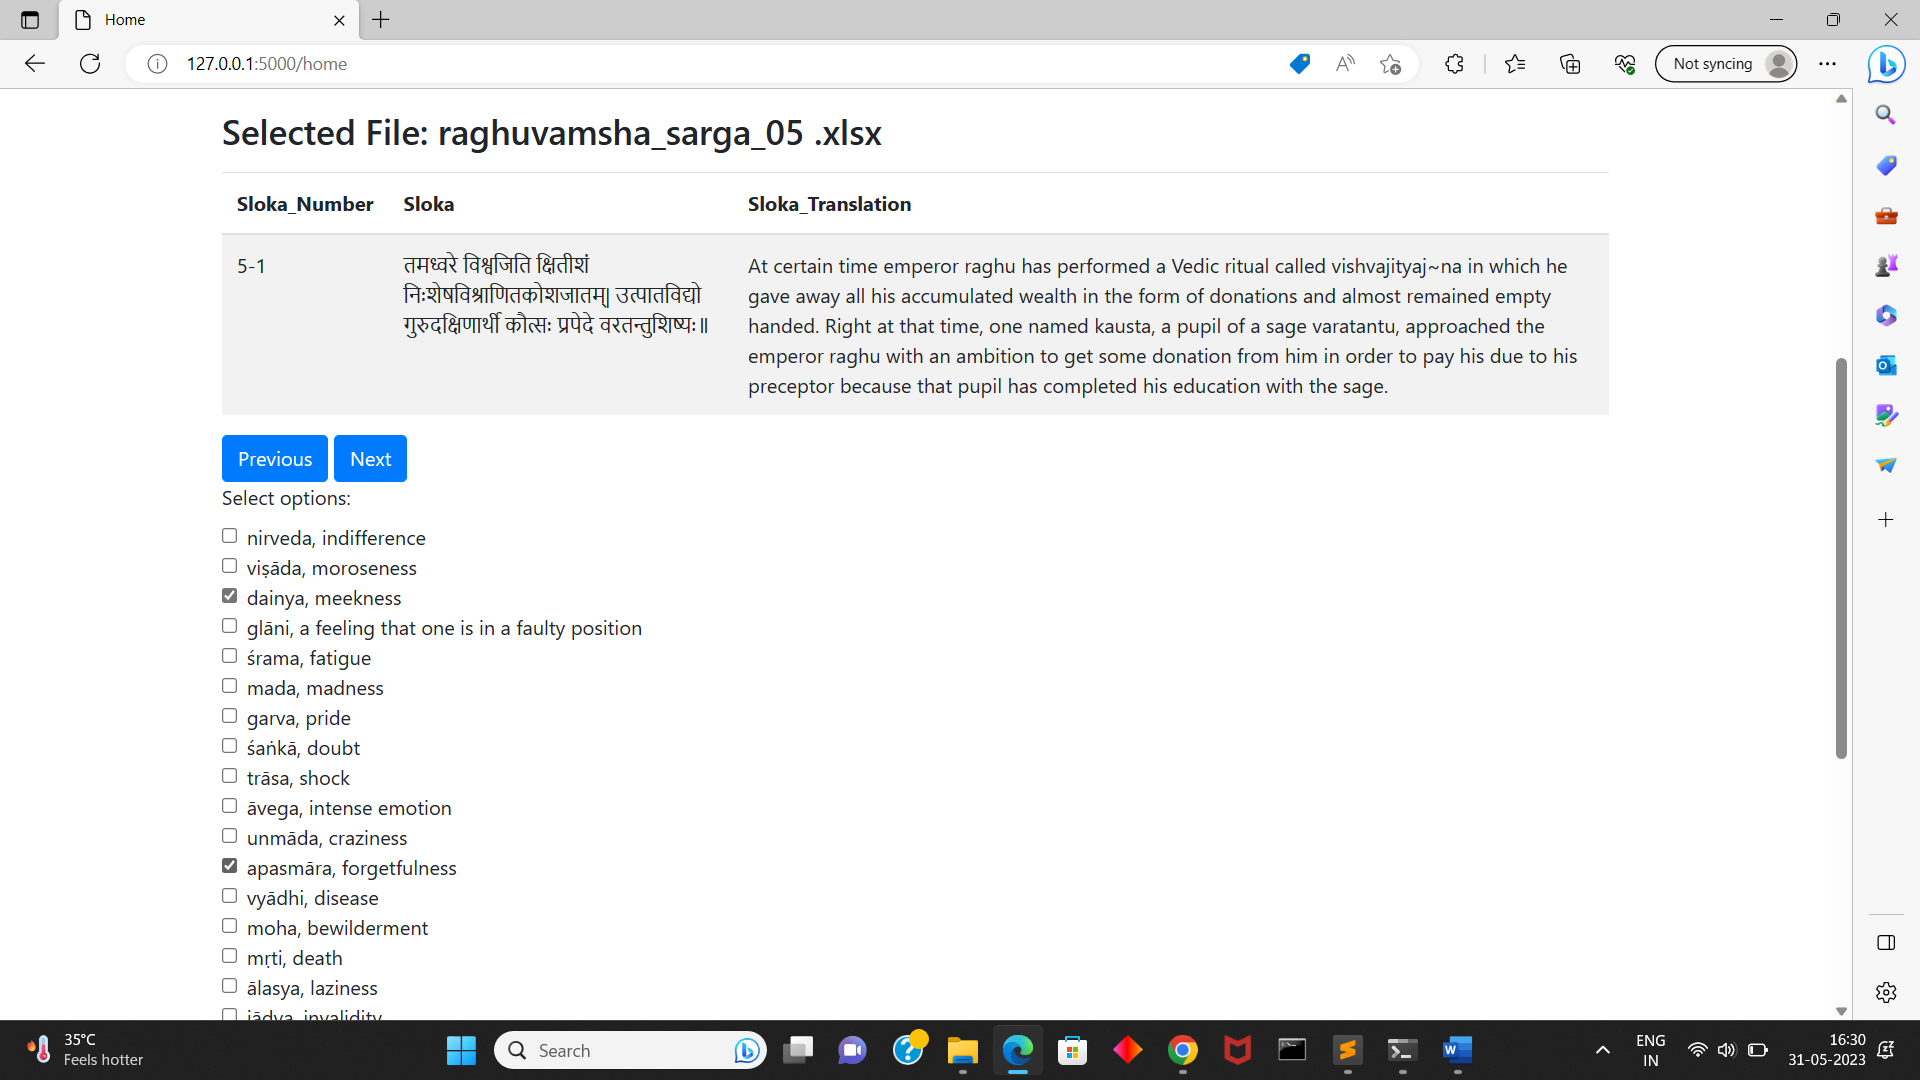 Home
127.0.0.1:5000/home
Not syncing
Selected File: raghuvamsha_sarga_05 .xlsx
Sloka_Number Sloka Sloka_Translation
5-1
तमध्वरे विश्वजिति क्षितीशं
निःशेषविश्राणितकोशजातम्| उत्पातविद्यो
गुरुदक्षिणार्थी कौत्सः प्रपेदे वरतन्तुशिष्यः॥
At certain time emperor raghu has performed a Vedic ritual called vishvajityaj~na in which he
gave away all his accumulated wealth in the form of donations and almost remained empty
handed. Right at that time, one named kausta, a pupil of a sage varatantu, approached the
emperor raghu with an ambition to get some donation from him in order to pay his due to his
preceptor because that pupil has completed his education with the sage.
Previous Next
Select options:
nirveda, indifference
viṣāda, moroseness
dainya, meekness
glāni, a feeling that one is in a faulty position
śrama, fatigue
mada, madness
garva, pride
śaṅkā, doubt
trāsa, shock
āvega, intense emotion
unmāda, craziness
apasmāra, forgetfulness
vyādhi, disease
moha, bewilderment
mṛti, death
ālasya, laziness
jāḍya, invalidity
35°C
Feels hotter
Search
ENG
IN
16:30
31-05-2023